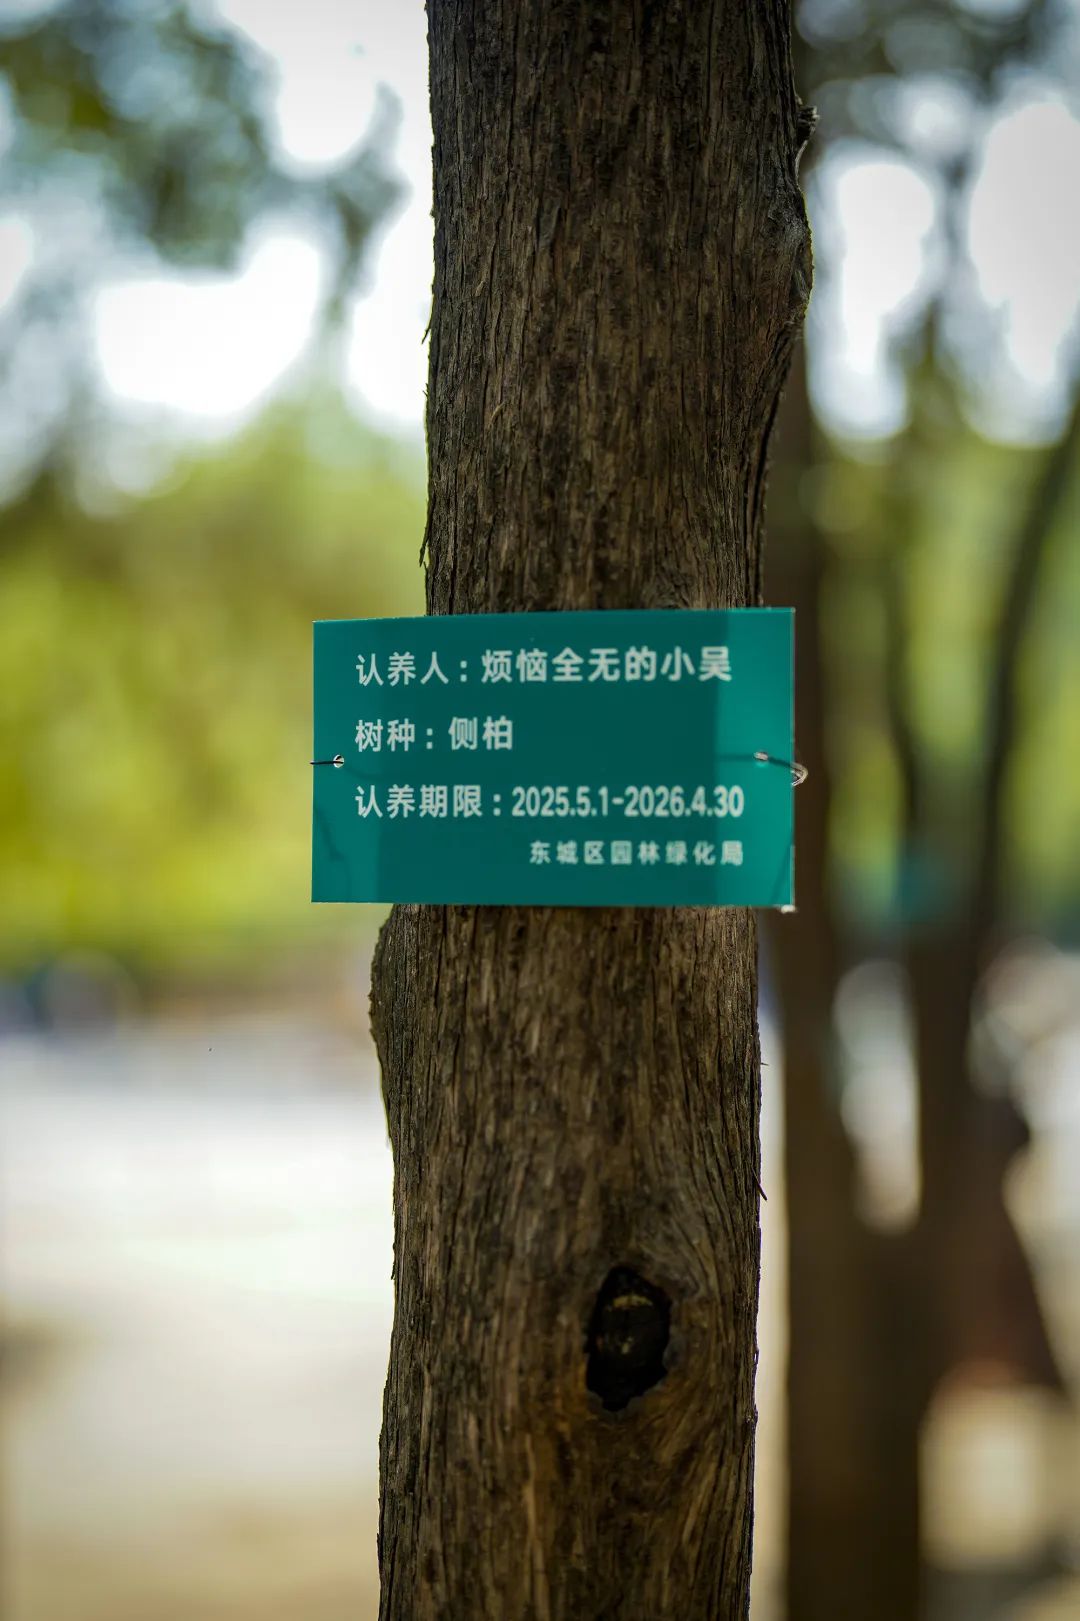 认养人：烦恼全无的小吴
树种：侧柏
认养期限：2025.5.1-2026.4.30
东城区园林绿化局